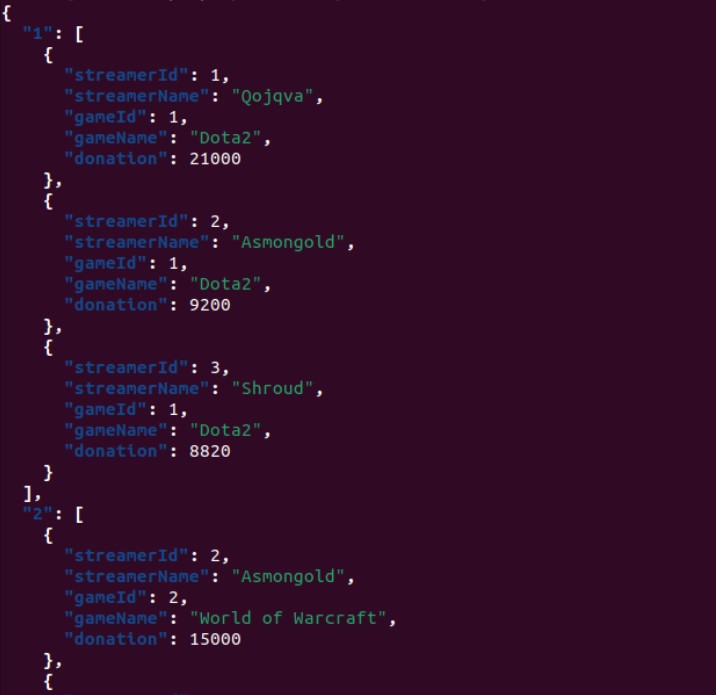 {
  "1": [
    {
      "streamerId": 1,
      "streamerName": "Qojqva",
      "gameId": 1,
      "gameName": "Dota2",
      "donation": 21000
    },
    {
      "streamerId": 2,
      "streamerName": "Asmongold",
      "gameId": 1,
      "gameName": "Dota2",
      "donation": 9200
    },
    {
      "streamerId": 3,
      "streamerName": "Shroud",
      "gameId": 1,
      "gameName": "Dota2",
      "donation": 8820
    }
  ],
  "2": [
    {
      "streamerId": 2,
      "streamerName": "Asmongold",
      "gameId": 2,
      "gameName": "World of Warcraft",
      "donation": 15000
    },
    {